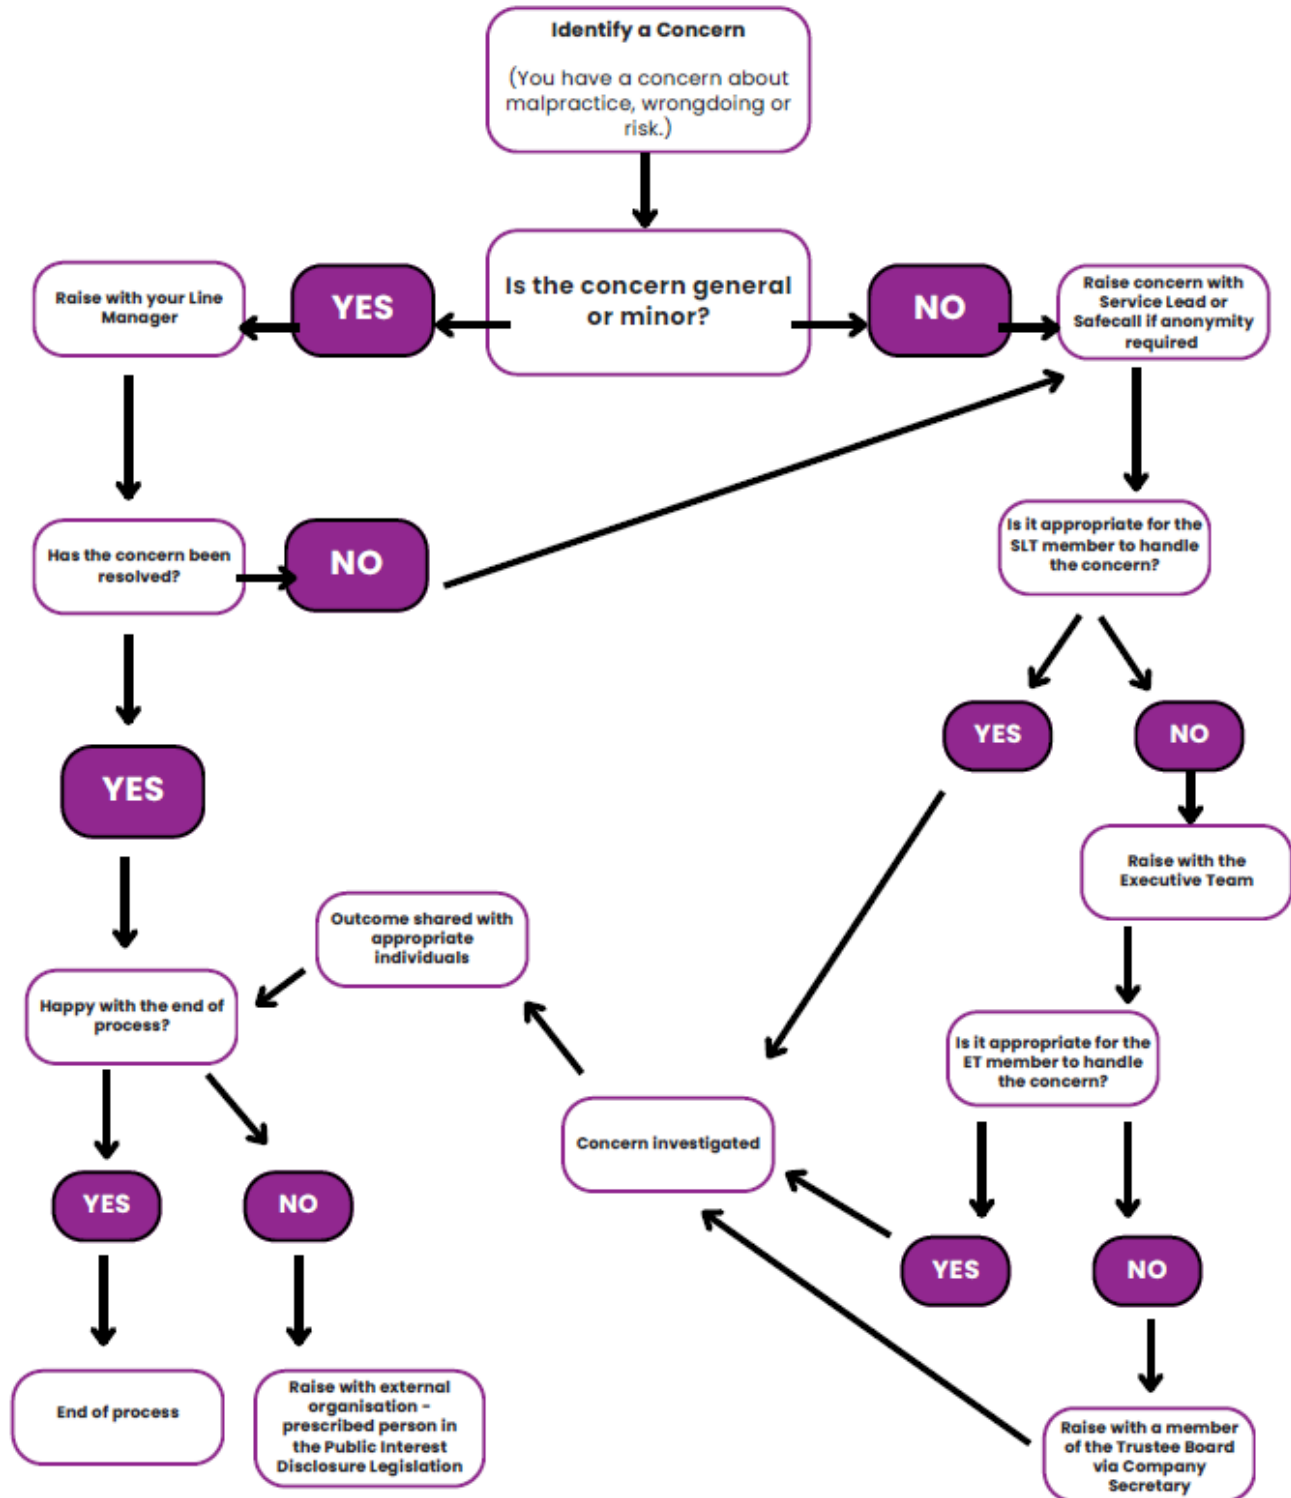 Identify a Concern
(You have a concern about
malpractice, wrongdoing or
risk.)
Is the concern general
or minor?
YES
NO
Raise with your Line
Manager
Raise concern with
Service Lead or
Safecall if anonymity
required
Has the concern been
resolved?
NO
Is it appropriate for the
SLT member to handle
the concern?
YES
YES
NO
Raise with the
Executive Team
Outcome shared with
appropriate
individuals
Happy with the end of
process?
Is it appropriate for the
ET member to handle
the concern?
Concern investigated
YES
NO
YES
NO
End of process
Raise with external
organisation -
prescribed person in
the Public Interest
Disclosure Legislation
Raise with a member
of the Trustee Board
via Company
Secretary